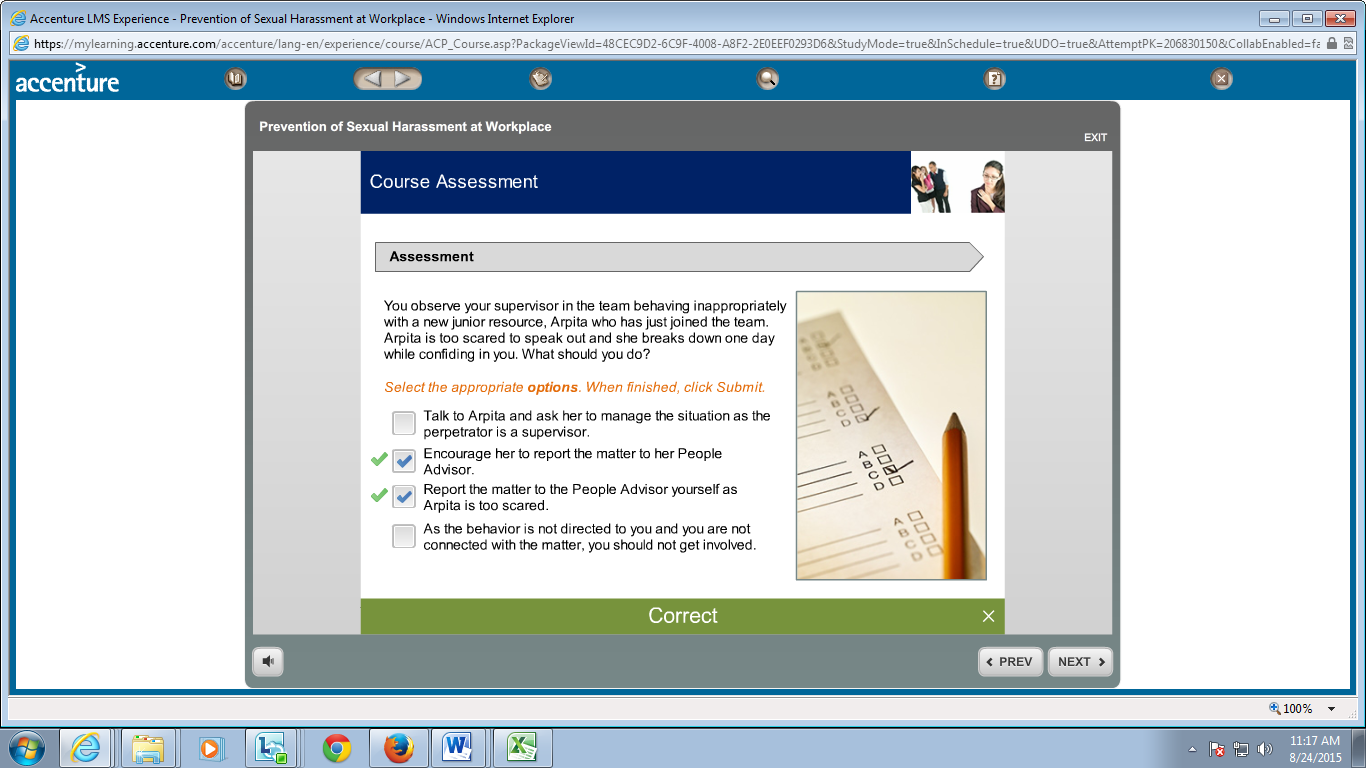 Accenture LMS Experience - Prevention of Sexual Harassment at Workplace - Windows Internet Explorer
https://mylearning.accenture.com/accenture/lang-en/experience/course/ACP_Course.asp?PackageViewId=48CEC9D2-6C9F-4008-A8F2-2E0EEF0293D6&StudyMode=true&InSchedule=true&UDO=true&AttemptPK=206830150&CollabEnabled=fa
accenture
Prevention of Sexual Harassment at Workplace
EXIT
Course Assessment
Assessment
You observe your supervisor in the team behaving inappropriately
with a new junior resource, Arpita who has just joined the team.
Arpita is too scared to speak out and she breaks down one day
while confiding in you. What should you do?
Select the appropriate options. When finished, click Submit.
Talk to Arpita and ask her to manage the situation as the
perpetrator is a supervisor.
Encourage her to report the matter to her People
Advisor.
Report the matter to the People Advisor yourself as
Arpita is too scared.
As the behavior is not directed to you and you are not
connected with the matter, you should not get involved.
A B C D
A B C D
A B C D
A B C D
Correct
PREV
NEXT
100%
11:17 AM
8/24/2015